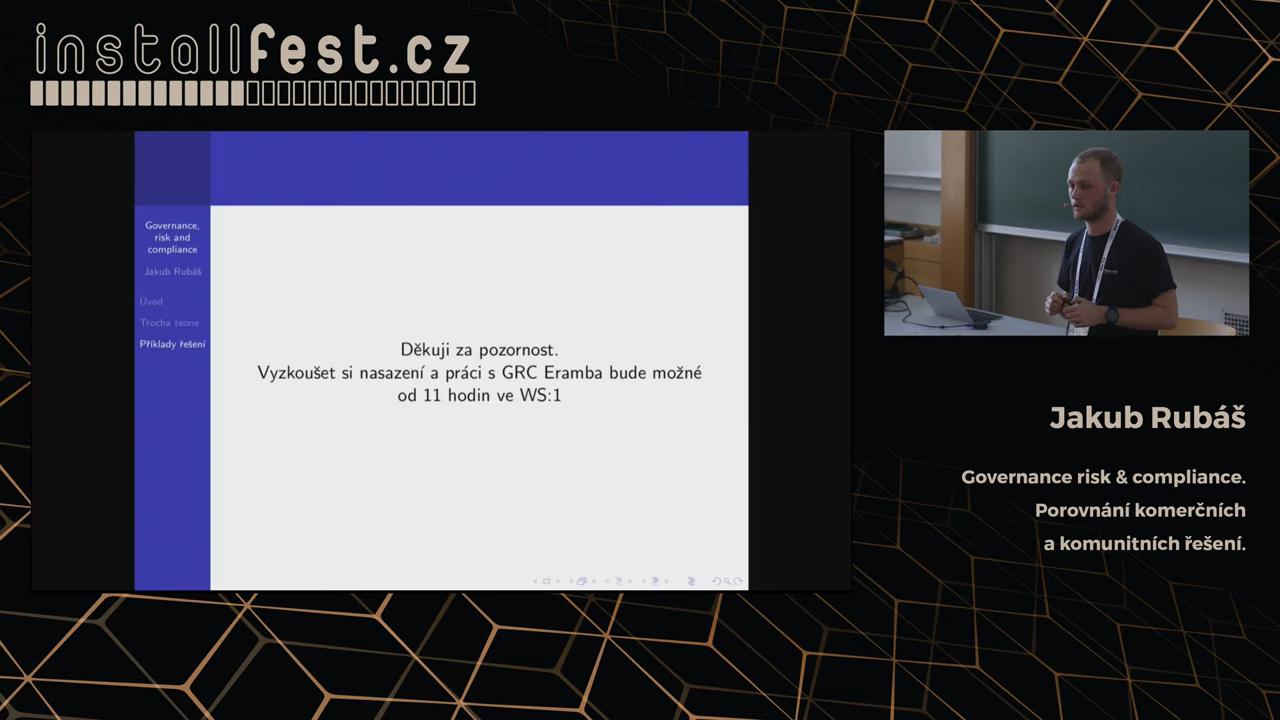 installfest.cz
Governance,
risk and
compliance
Jakub Rubáš
Úvod
Trocha teorie
Příklady řešení
Děkuji za pozornost.
Vyzkoušet si nasazení a práci s GRC Eramba bude možné
od 11 hodin ve WS:1
Jakub Rubáš
Governance risk & compliance.
Porovnání komerčních
a komunitních řešení.